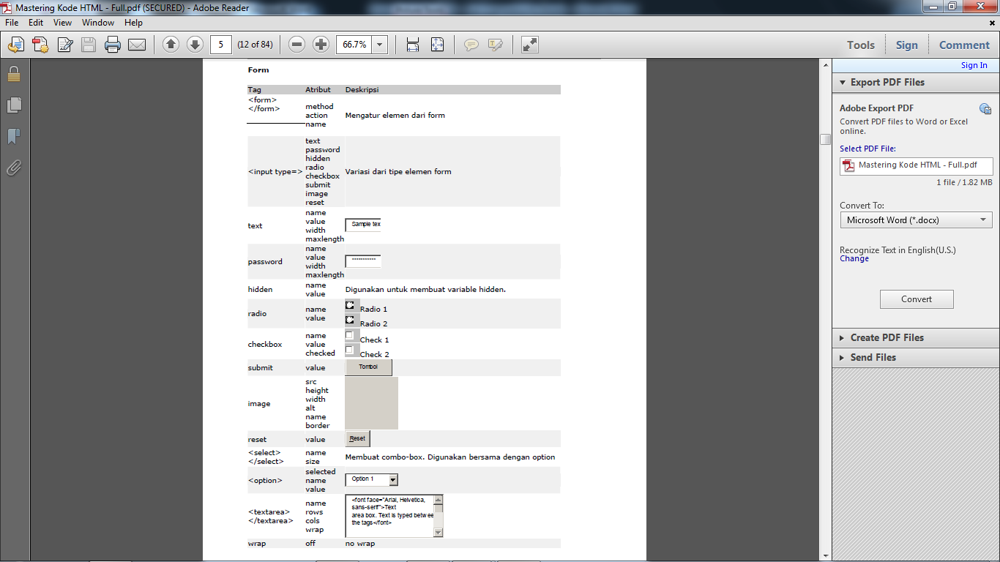 Mastering Kode HTML - Full.pdf (SECURED) - Adobe Reader
File Edit View Window Help
5 (12 of 84) 66.7% Tools Sign Comment
Sign In
Export PDF Files
Adobe Export PDF
Convert PDF files to Word or Excel
online.
Select PDF File:
Mastering Kode HTML - Full.pdf
1 file / 1.82 MB
Convert To:
Microsoft Word (*.docx)
Recognize Text in English(U.S.)
Change
Convert
Create PDF Files
Send Files
Form
Tag Atribut Deskripsi
<form>
</form>
method
action
name
Mengatur elemen dari form
<input type=>
text
password
hidden
radio
checkbox
submit
image
reset
Variasi dari tipe elemen form
text
name
value
width
maxlength
Sample tex
password
name
value
width
maxlength
***********
hidden
name
value
Digunakan untuk membuat variable hidden.
radio
name
value
Radio 1
Radio 2
checkbox
name
value
checked
Check 1
Check 2
submit value Tombol
image
src
height
width
alt
name
border
reset value Reset
<select>
</select>
name
size
Membuat combo-box. Digunakan bersama dengan option
<option>
selected
name
value
Option 1
<textarea>
</textarea>
name
rows
cols
wrap
<font face="Arial, Helvetica,
sans-serif">Text
area box. Text is typed betwee
the tags</font>
wrap off no wrap